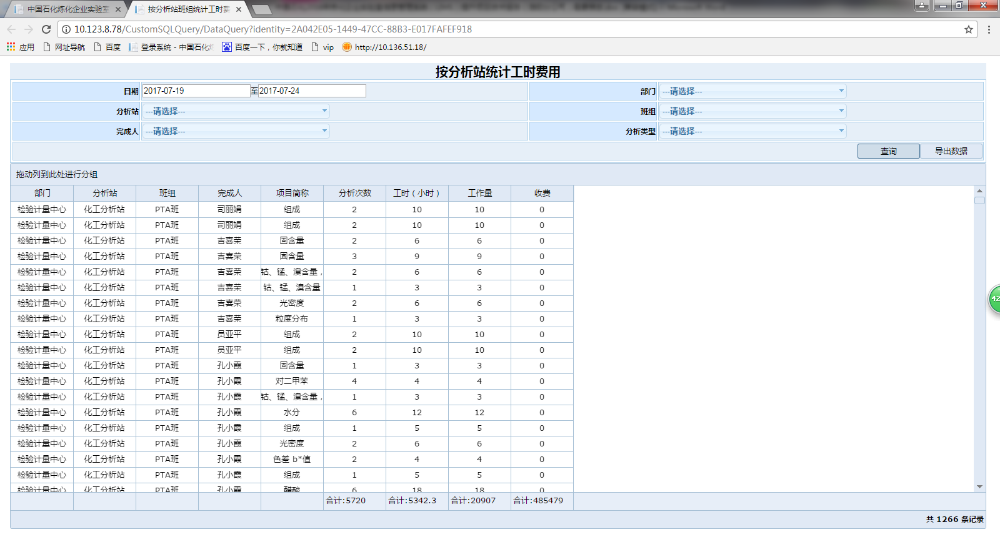 中国石化炼化企业实验室
按分析站班组统计工时费
10.123.8.78/CustomSQLQuery/DataQuery?identity=2A042E05-1449-47CC-88B3-E017FAFEF918
应用 网址导航 百度 登录系统 - 中国石化炼 百度一下，你就知道 vip http://10.136.51.18/
按分析站统计工时费用
日期 2017-07-19 至 2017-07-24 部门 ---请选择---
分析站 ---请选择--- 班组 ---请选择---
完成人 ---请选择--- 分析类型 ---请选择---
查询 导出数据
拖动列到此处进行分组
部门 分析站 班组 完成人 项目简称 分析次数 工时（小时） 工作量 收费
检验计量中心 化工分析站 PTA班 司丽娟 组成 2 10 10 0
检验计量中心 化工分析站 PTA班 司丽娟 组成 2 10 10 0
检验计量中心 化工分析站 PTA班 吉喜荣 固含量 2 6 6 0
检验计量中心 化工分析站 PTA班 吉喜荣 固含量 3 9 9 0
检验计量中心 化工分析站 PTA班 吉喜荣 钴、锰、溴含量， 2 6 6 0
检验计量中心 化工分析站 PTA班 吉喜荣 钴、锰、溴含量 1 3 3 0
检验计量中心 化工分析站 PTA班 吉喜荣 光密度 2 6 6 0
检验计量中心 化工分析站 PTA班 吉喜荣 粒度分布 1 3 3 0
检验计量中心 化工分析站 PTA班 员亚平 组成 2 10 10 0
检验计量中心 化工分析站 PTA班 员亚平 组成 2 10 10 0
检验计量中心 化工分析站 PTA班 孔小霞 固含量 1 3 3 0
检验计量中心 化工分析站 PTA班 孔小霞 对二甲苯 4 4 4 0
检验计量中心 化工分析站 PTA班 孔小霞 钴、锰、溴含量， 1 3 3 0
检验计量中心 化工分析站 PTA班 孔小霞 水分 6 12 12 0
检验计量中心 化工分析站 PTA班 孔小霞 组成 1 5 5 0
检验计量中心 化工分析站 PTA班 孔小霞 光密度 2 6 6 0
检验计量中心 化工分析站 PTA班 孔小霞 色差 b*值 2 4 4 0
检验计量中心 化工分析站 PTA班 孔小霞 组成 1 5 5 0
检验计量中心 化工分析站 PTA班 孔小霞 醋酸 6 18 18 0
合计:5720 合计:5342.3 合计:20907 合计:485479
共 1266 条记录
42